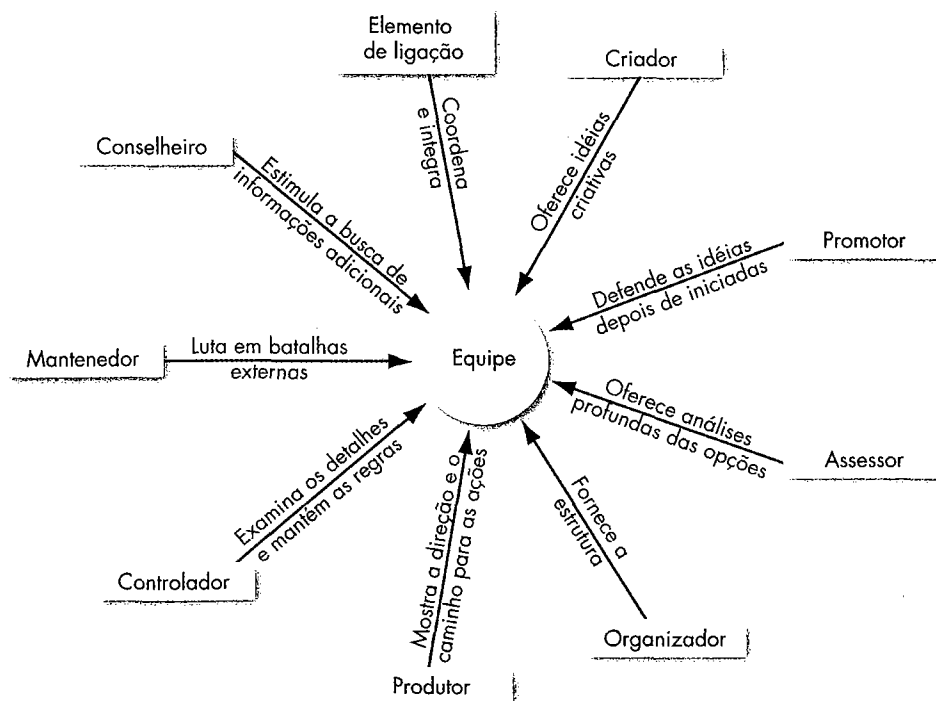 Elemento
de ligação
Coordena
e integra
Criador
Oferece idéias
criativas
Promotor
Defende as idéias
depois de iniciadas
Assessor
Oferece análises
profundas das opções
Organizador
Fornece a
estrutura
Produtor
Mostra a direção e o
caminho para as ações
Controlador
Examina os detalhes
e mantém as regras
Mantenedor
Luta em batalhas
externas
Conselheiro
Estimula a busca de
informações adicionais
Equipe